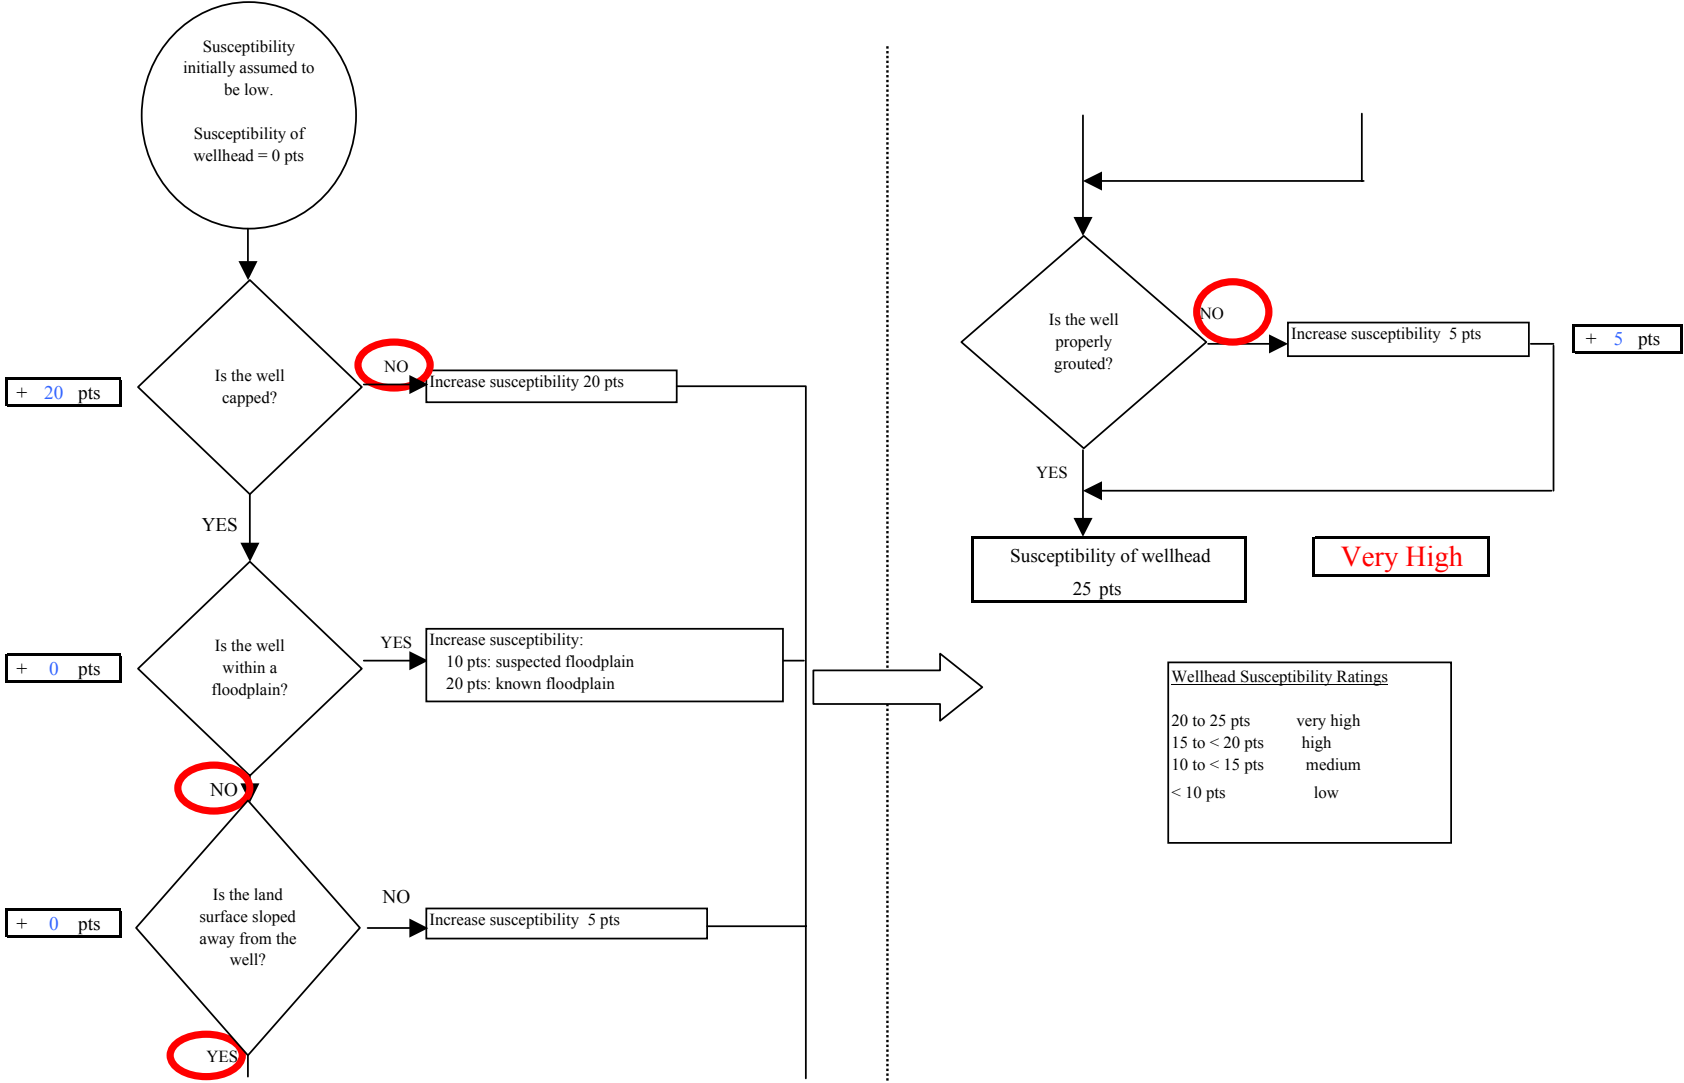 Susceptibility
initially assumed to
be low.
Susceptibility of
wellhead = 0 pts
Is the well
capped?
NO
Increase susceptibility 20 pts
+ 20 pts
YES
Is the well
within a
floodplain?
YES
Increase susceptibility:
10 pts: suspected floodplain
20 pts: known floodplain
+ 0 pts
NO
Is the land
surface sloped
away from the
well?
NO
Increase susceptibility 5 pts
+ 0 pts
YES
Is the well
properly
grouted?
NO
Increase susceptibility 5 pts
+ 5 pts
YES
Susceptibility of wellhead
25 pts
Very High
Wellhead Susceptibility Ratings
20 to 25 pts very high
15 to < 20 pts high
10 to < 15 pts medium
< 10 pts low